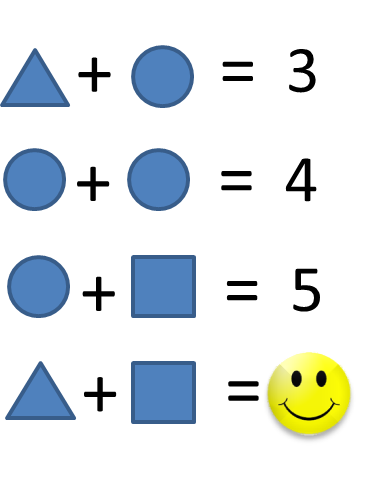 + = 3
+ = 4
+ = 5
+ =